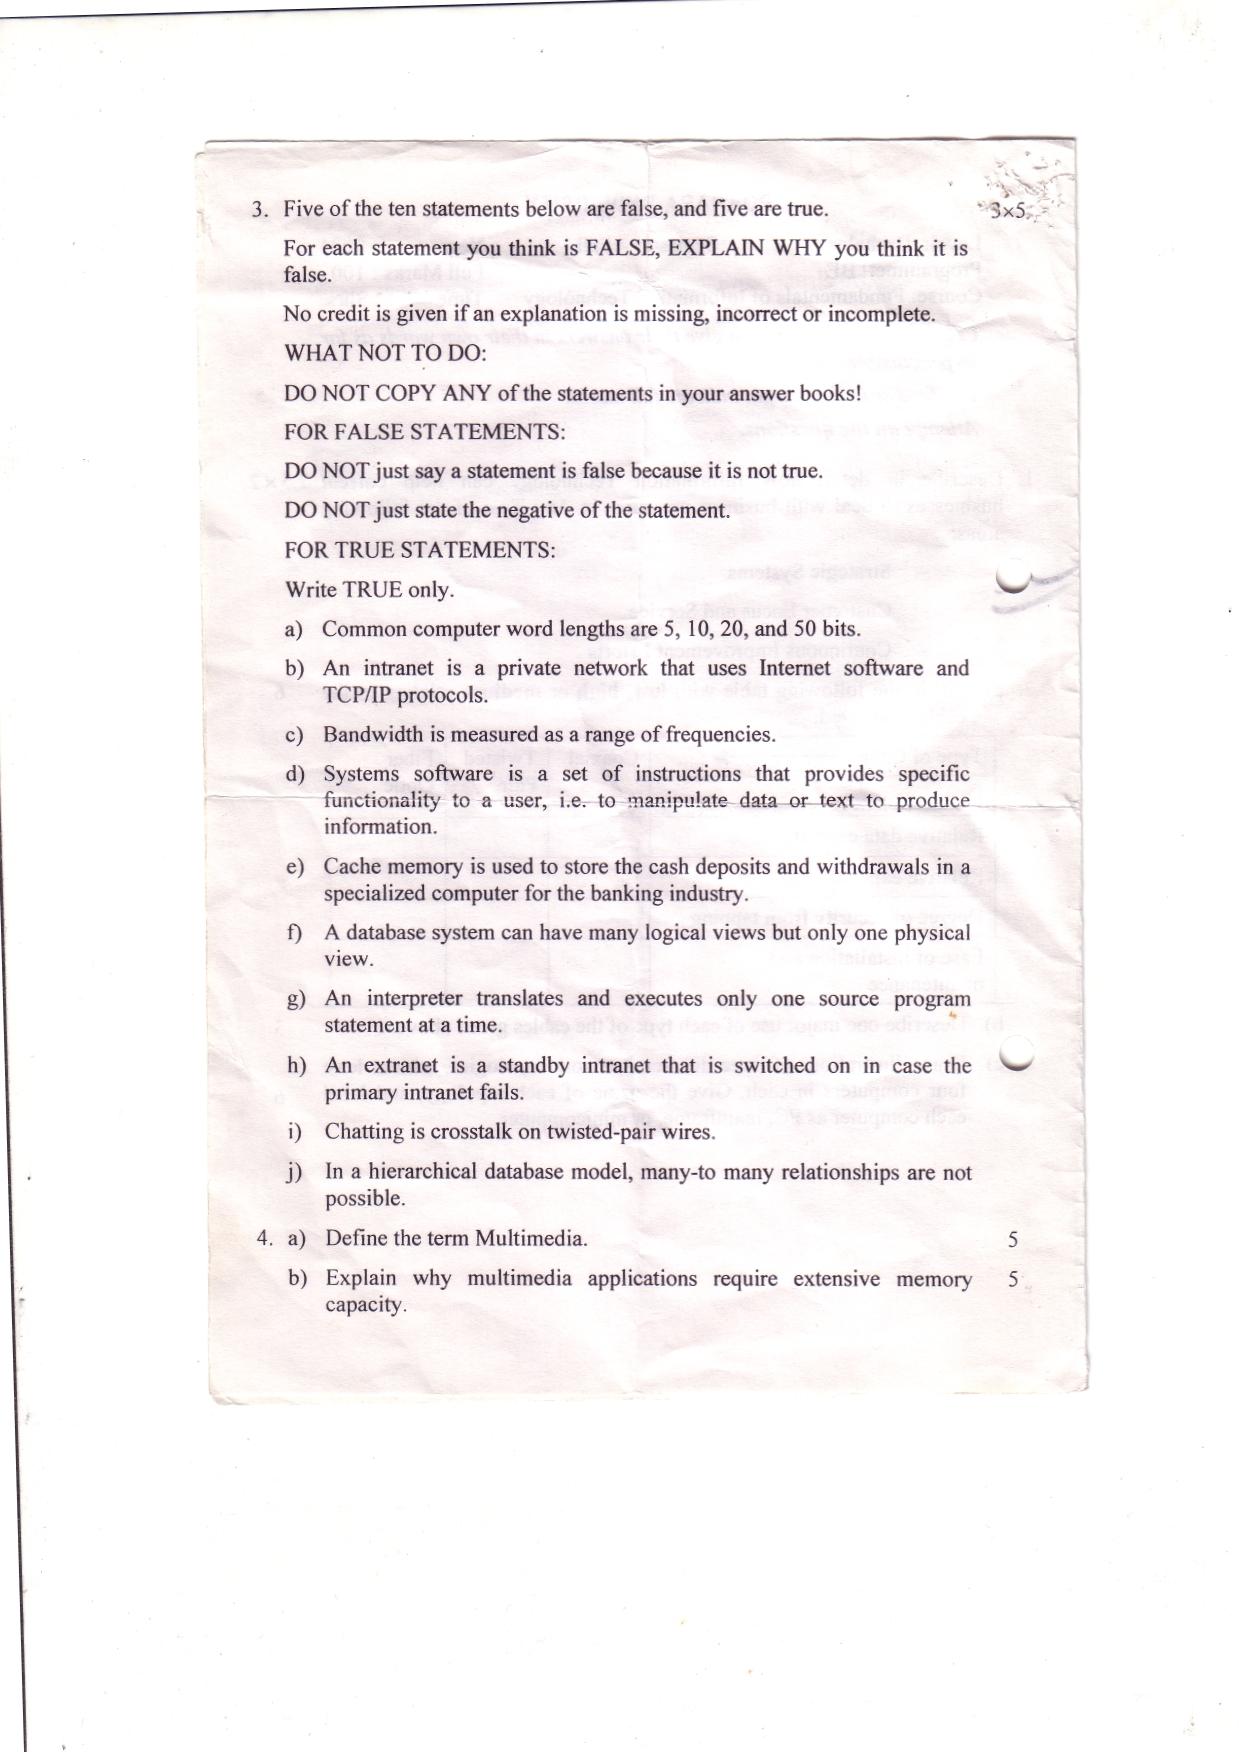 3. Five of the ten statements below are false, and five are true. 3×5
For each statement you think is FALSE, EXPLAIN WHY you think it is
false.
No credit is given if an explanation is missing, incorrect or incomplete.
WHAT NOT TO DO:
DO NOT COPY ANY of the statements in your answer books!
FOR FALSE STATEMENTS:
DO NOT just say a statement is false because it is not true.
DO NOT just state the negative of the statement.
FOR TRUE STATEMENTS:
Write TRUE only.
a) Common computer word lengths are 5, 10, 20, and 50 bits.
b) An intranet is a private network that uses Internet software and
TCP/IP protocols.
c) Bandwidth is measured as a range of frequencies.
d) Systems software is a set of instructions that provides specific
functionality to a user, i.e. to manipulate data or text to produce
information.
e) Cache memory is used to store the cash deposits and withdrawals in a
specialized computer for the banking industry.
f) A database system can have many logical views but only one physical
view.
g) An interpreter translates and executes only one source program
statement at a time.
h) An extranet is a standby intranet that is switched on in case the
primary intranet fails.
i) Chatting is crosstalk on twisted-pair wires.
j) In a hierarchical database model, many-to many relationships are not
possible.
4. a) Define the term Multimedia. 5
b) Explain why multimedia applications require extensive memory 5
capacity.